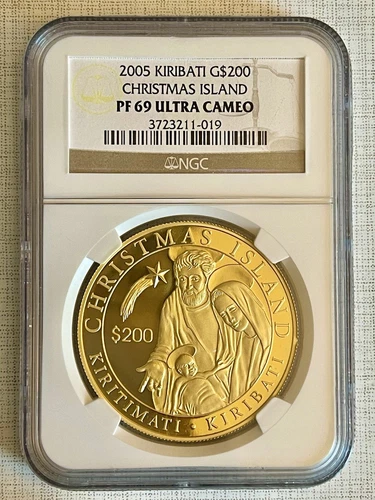 2005 KIRIBATI G$200
CHRISTMAS ISLAND
PF 69 ULTRA CAMEO
3723211-019
NGC
CHRISTMAS ISLAND
$200
KIRITIMATI • KIRIBATI